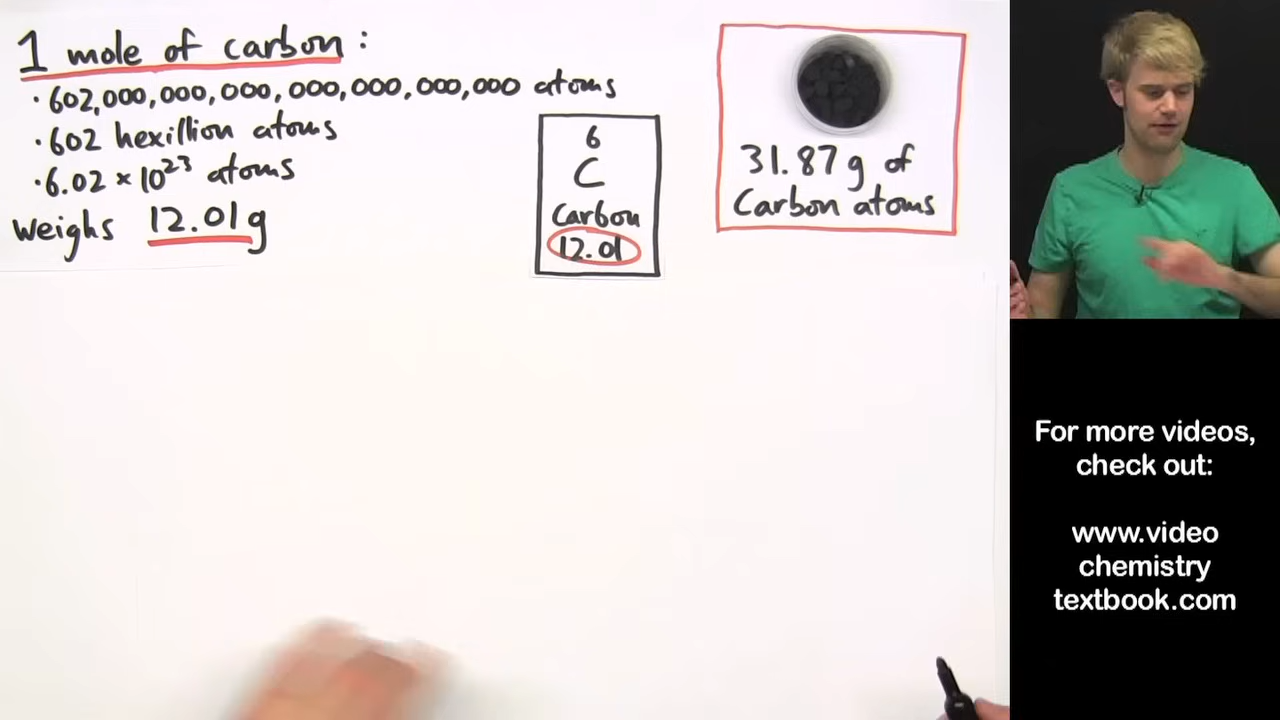 1 mole of carbon:
· 602,000,000,000,000,000,000,000 atoms
· 602 hexillion atoms
· 6.02 × 10²³ atoms
Weighs 12.01g
6
C
Carbon
12.01
31.87g of
Carbon atoms
For more videos,
check out:
www.video
chemistry
textbook.com